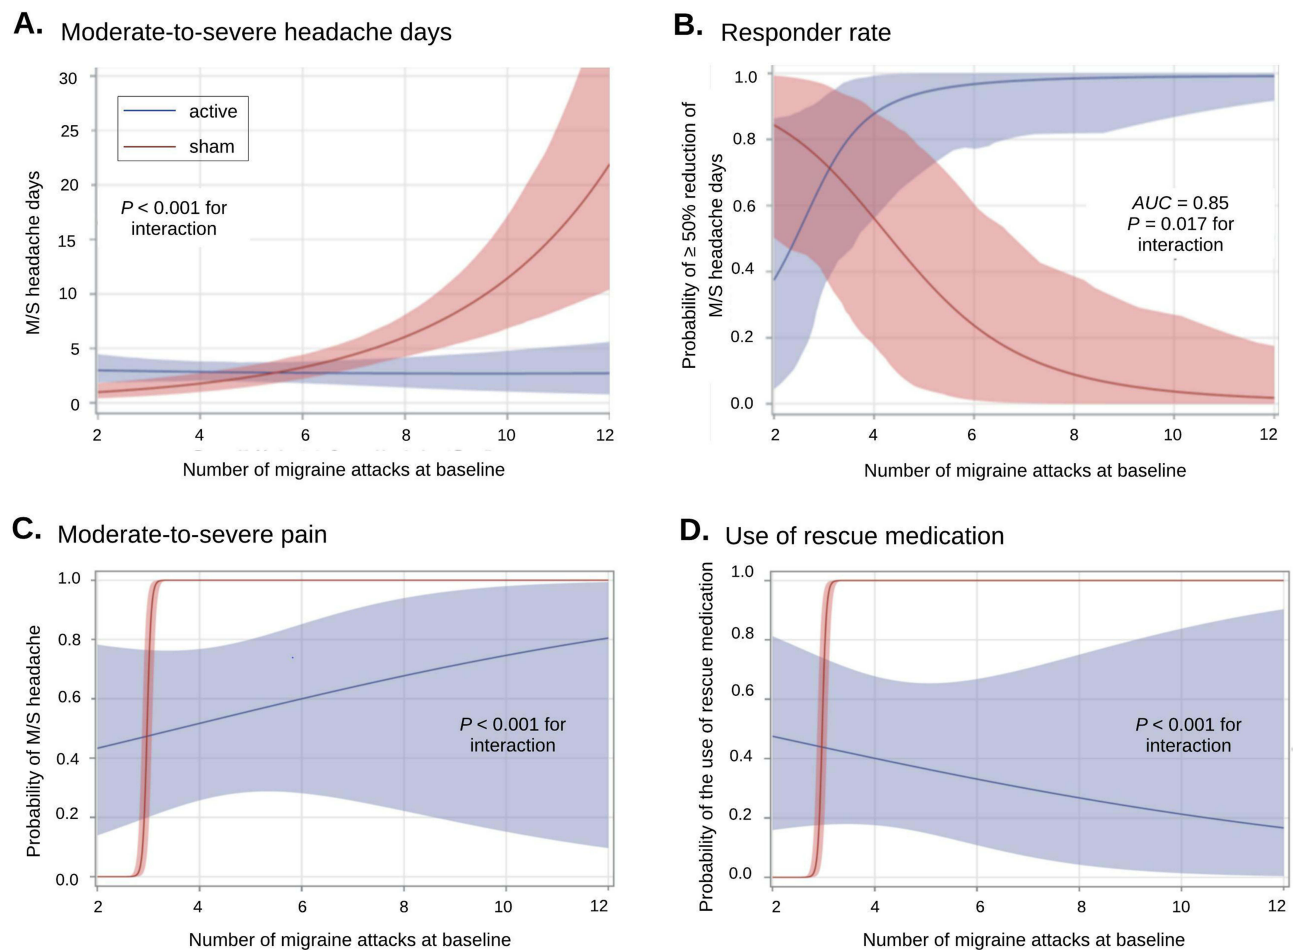 A. Moderate-to-severe headache days
M/S headache days
30
25
20
15
10
5
0
active
sham
P < 0.001 for
interaction
2 4 6 8 10 12
Number of migraine attacks at baseline
B. Responder rate
Probability of ≥ 50% reduction of
M/S headache days
1.0
0.8
0.6
0.4
0.2
0.0
AUC = 0.85
P = 0.017 for
interaction
2 4 6 8 10 12
Number of migraine attacks at baseline
C. Moderate-to-severe pain
Probability of M/S headache
1.0
0.8
0.6
0.4
0.2
0.0
P < 0.001 for
interaction
2 4 6 8 10 12
Number of migraine attacks at baseline
D. Use of rescue medication
Probability of the use of rescue medication
1.0
0.8
0.6
0.4
0.2
0.0
P < 0.001 for
interaction
2 4 6 8 10 12
Number of migraine attacks at baseline